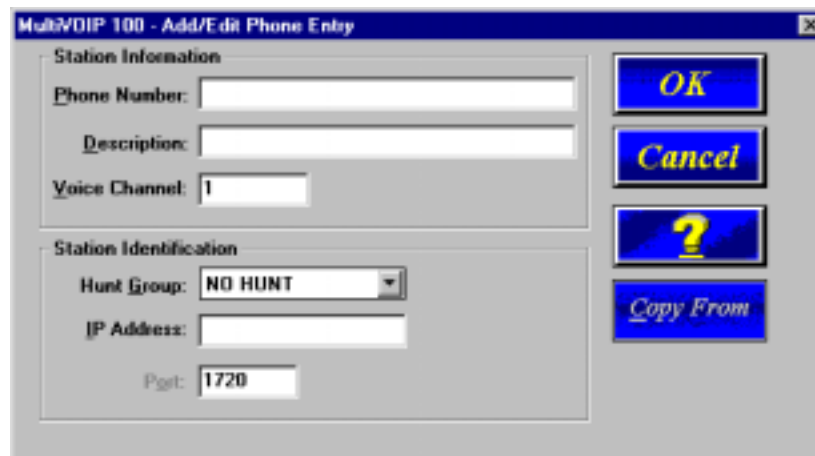 MultiVOIP 100 - Add/Edit Phone Entry
Station Information
Phone Number:
Description:
Voice Channel: 1
OK
Cancel
?
Copy From
Station Identification
Hunt Group: NO HUNT
IP Address:
Port: 1720